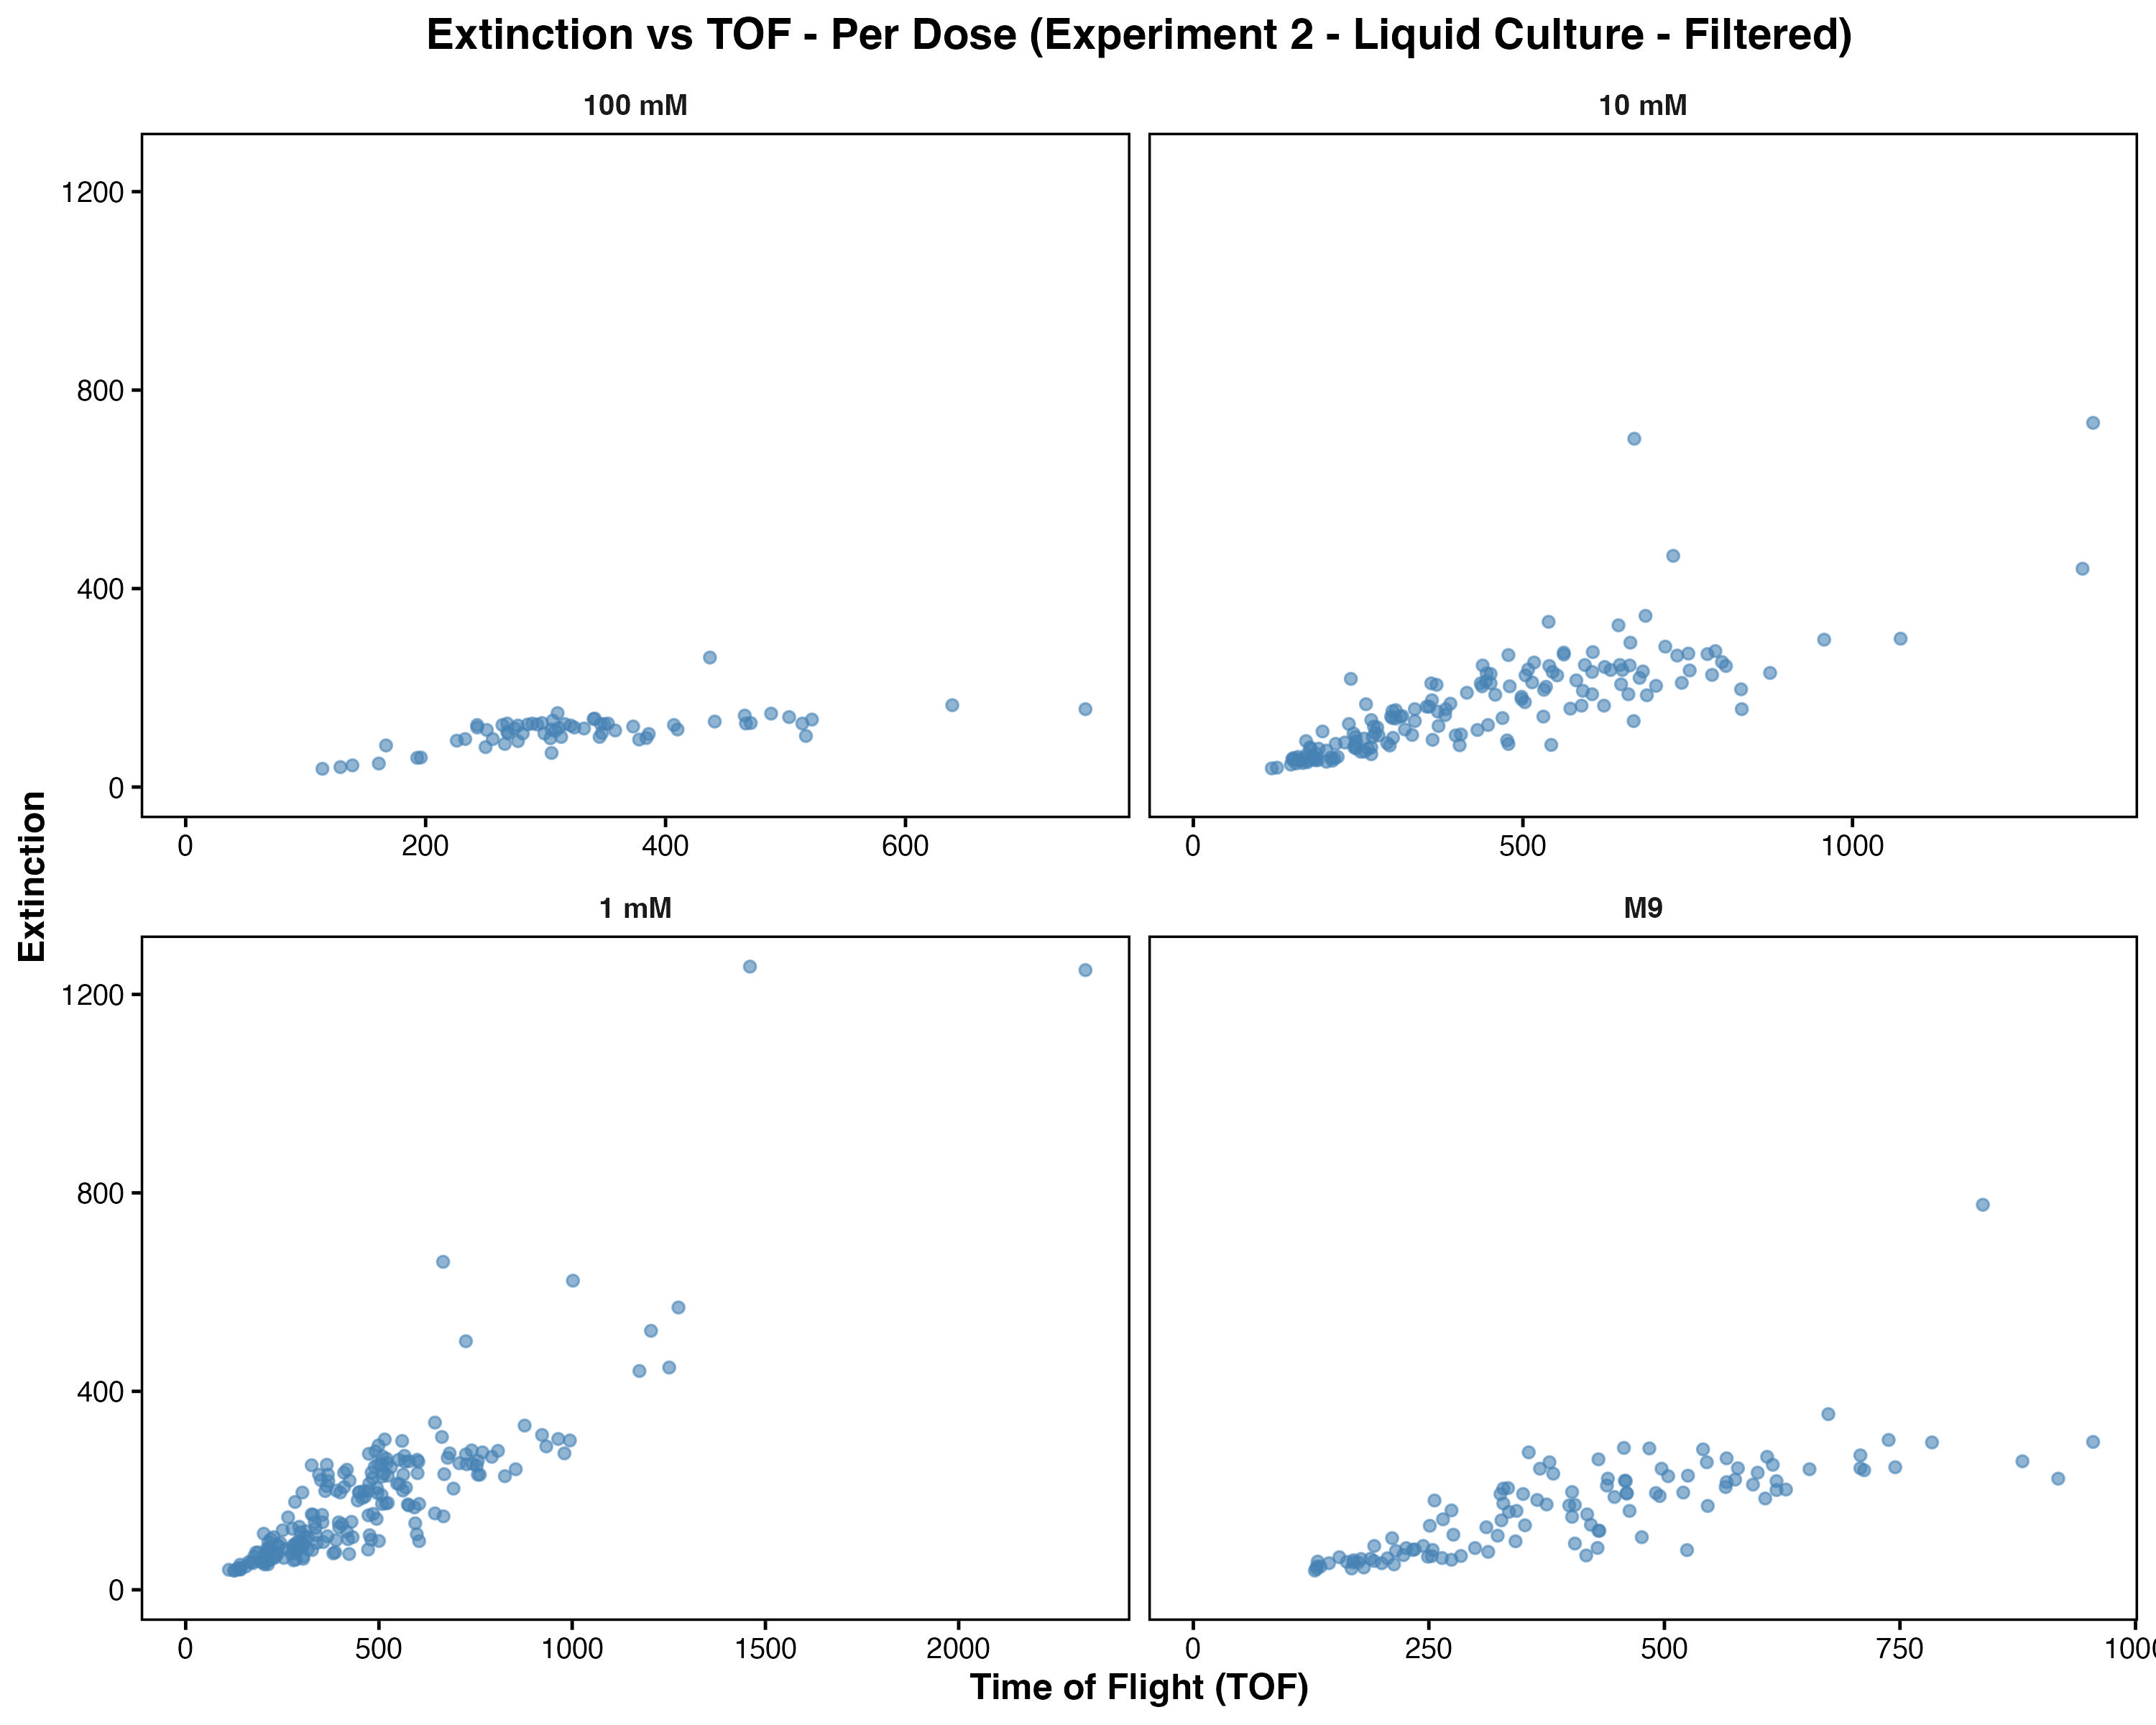 Extinction vs TOF - Per Dose (Experiment 2 - Liquid Culture - Filtered)
100 mM
10 mM
1200
800
400
0
0 200 400 600
0 500 1000
Extinction
1 mM
M9
1200
800
400
0
0 500 1000 1500 2000
0 250 500 750 100
Time of Flight (TOF)